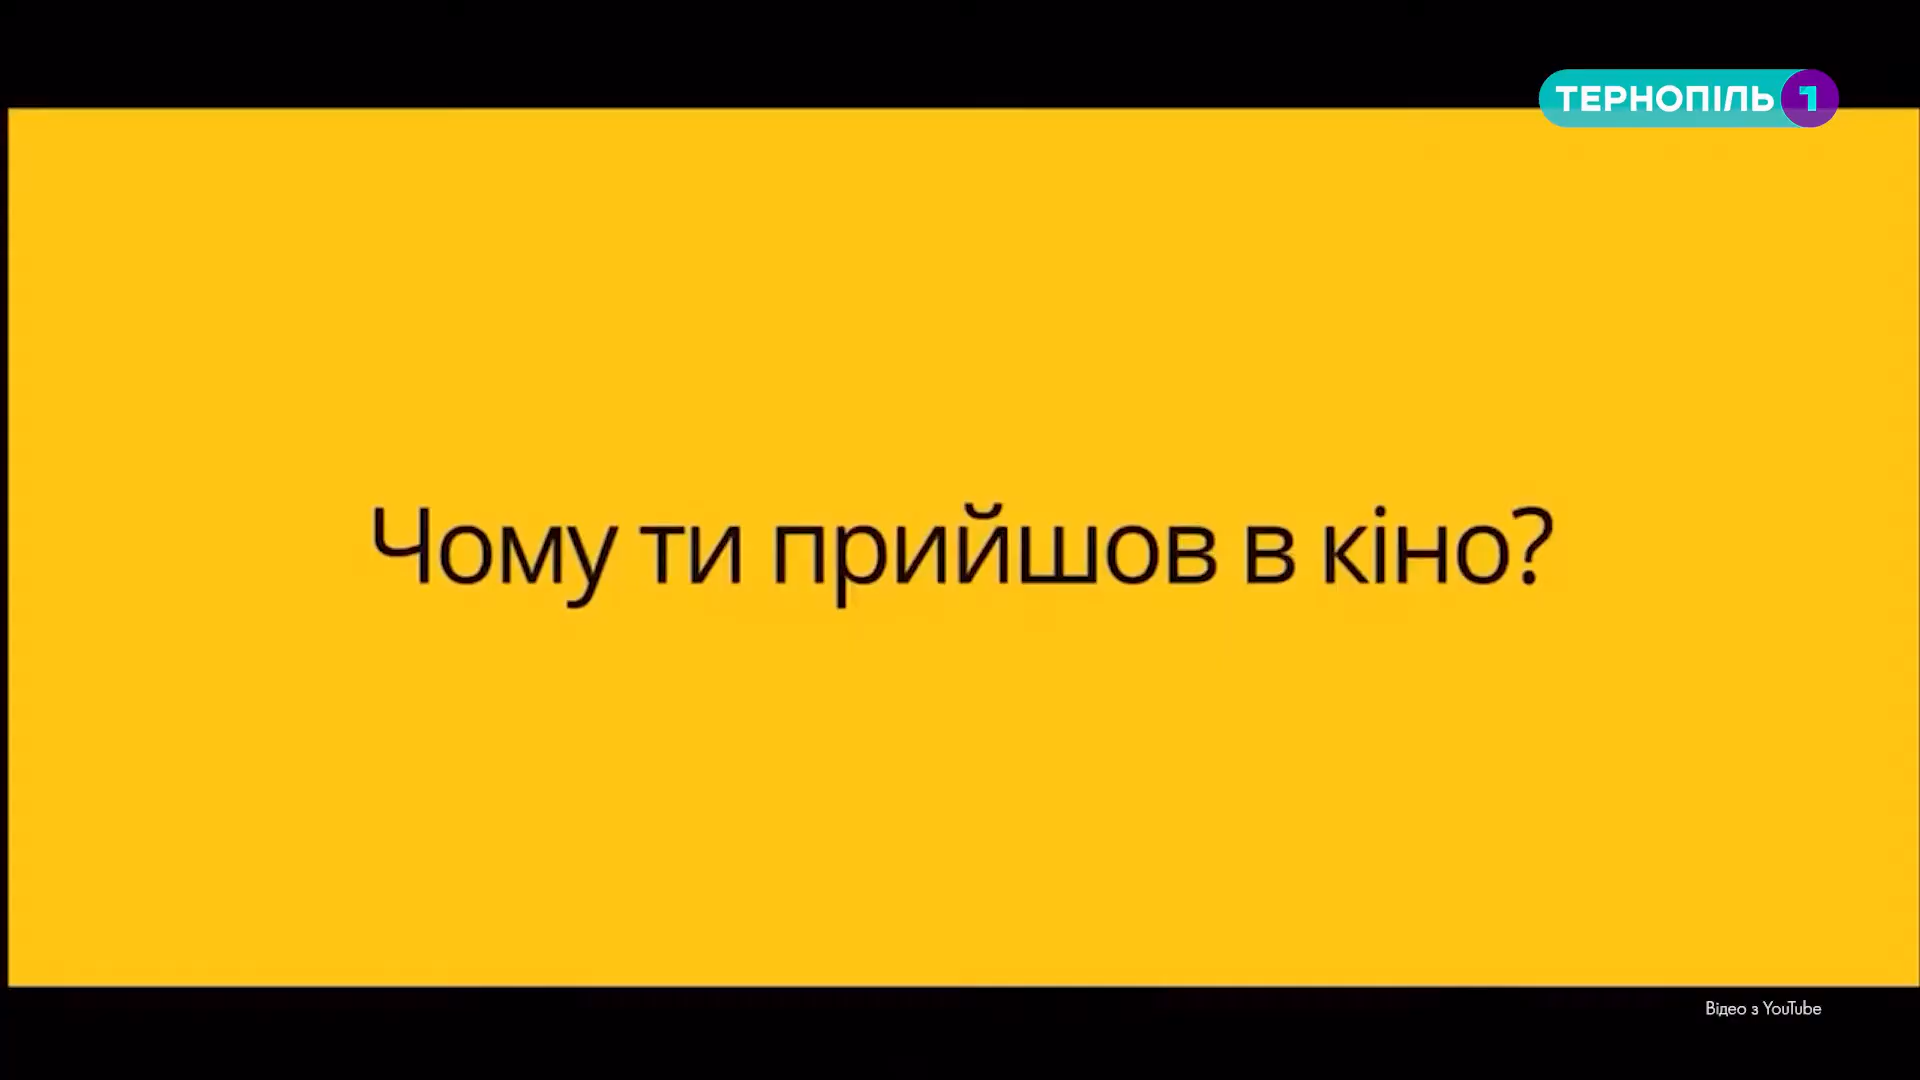 ТЕРНОПІЛЬ 1
Чому ти прийшов в кіно?
Відео з YouTube